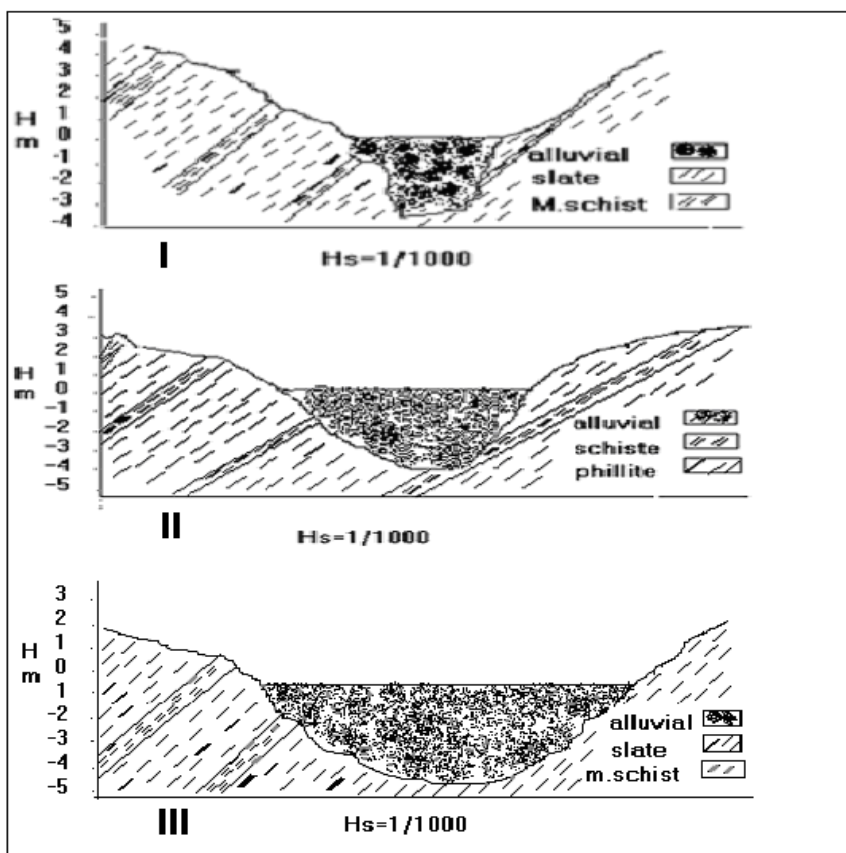 5
4
3
2
1
0
-1
-2
-3
-4
H
m
alluvial
slate
M.schist
I
Hs=1/1000
5
4
3
2
1
0
-1
-2
-3
-4
-5
H
m
alluvial
schiste
phillite
II
Hs=1/1000
3
2
1
0
1
-2
-3
-4
-5
H
m
alluvial
slate
m.schist
III
Hs=1/1000